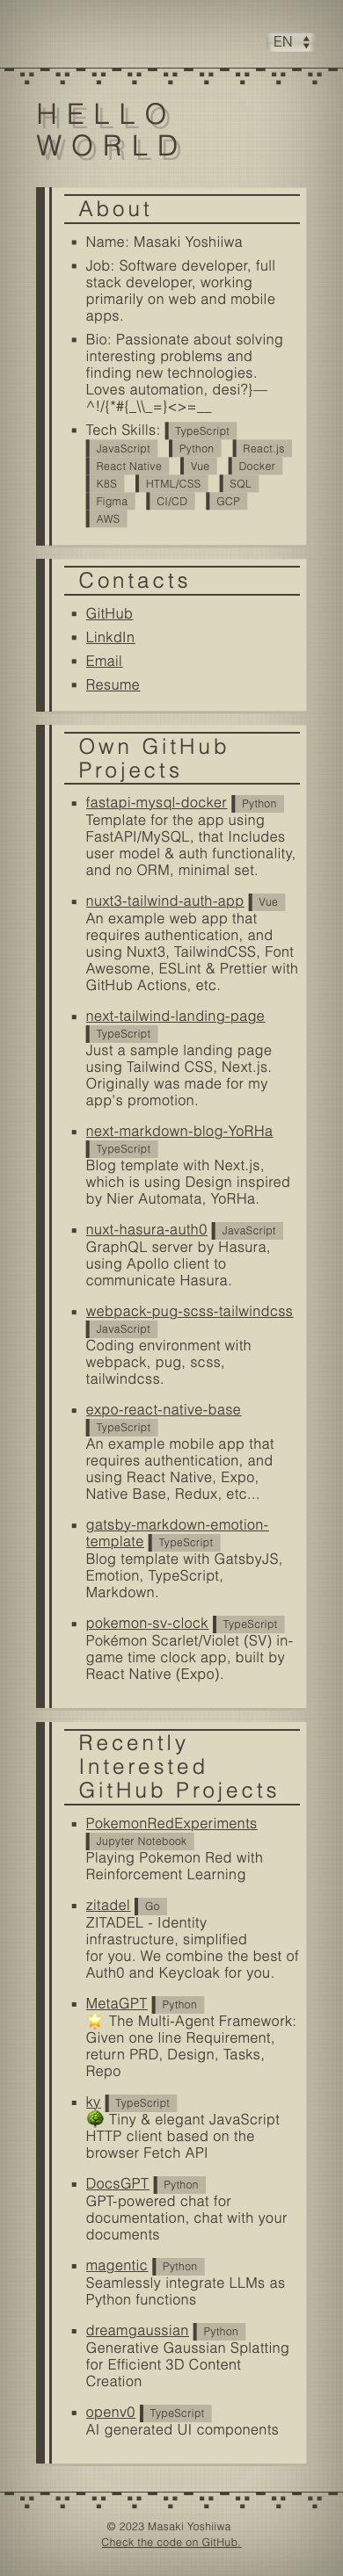 EN
HELLO
WORLD
About
Name: Masaki Yoshiiwa
Job: Software developer, full
stack developer, working
primarily on web and mobile
apps.
Bio: Passionate about solving
interesting problems and
finding new technologies.
Loves automation, desi?}—
^!/{*#{_\\_=}<>=__
Tech Skills: TypeScript
JavaScript Python React.js
React Native Vue Docker
K8S HTML/CSS SQL
Figma CI/CD GCP
AWS
Contacts
GitHub
LinkdIn
Email
Resume
Own GitHub
Projects
fastapi-mysql-docker Python
Template for the app using
FastAPI/MySQL, that Includes
user model & auth functionality,
and no ORM, minimal set.
nuxt3-tailwind-auth-app Vue
An example web app that
requires authentication, and
using Nuxt3, TailwindCSS, Font
Awesome, ESLint & Prettier with
GitHub Actions, etc.
next-tailwind-landing-page
TypeScript
Just a sample landing page
using Tailwind CSS, Next.js.
Originally was made for my
app's promotion.
next-markdown-blog-YoRHa
TypeScript
Blog template with Next.js,
which is using Design inspired
by Nier Automata, YoRHa.
nuxt-hasura-auth0 JavaScript
GraphQL server by Hasura,
using Apollo client to
communicate Hasura.
webpack-pug-scss-tailwindcss
JavaScript
Coding environment with
webpack, pug, scss,
tailwindcss.
expo-react-native-base
TypeScript
An example mobile app that
requires authentication, and
using React Native, Expo,
Native Base, Redux, etc...
gatsby-markdown-emotion-
template TypeScript
Blog template with GatsbyJS,
Emotion, TypeScript,
Markdown.
pokemon-sv-clock TypeScript
Pokémon Scarlet/Violet (SV) in-
game time clock app, built by
React Native (Expo).
Recently
Interested
GitHub Projects
PokemonRedExperiments
Jupyter Notebook
Playing Pokemon Red with
Reinforcement Learning
zitadel Go
ZITADEL - Identity
infrastructure, simplified
for you. We combine the best of
Auth0 and Keycloak for you.
MetaGPT Python
🌟 The Multi-Agent Framework:
Given one line Requirement,
return PRD, Design, Tasks,
Repo
ky TypeScript
🌳 Tiny & elegant JavaScript
HTTP client based on the
browser Fetch API
DocsGPT Python
GPT-powered chat for
documentation, chat with your
documents
magentic Python
Seamlessly integrate LLMs as
Python functions
dreamgaussian Python
Generative Gaussian Splatting
for Efficient 3D Content
Creation
openv0 TypeScript
AI generated UI components
© 2023 Masaki Yoshiiwa
Check the code on GitHub.